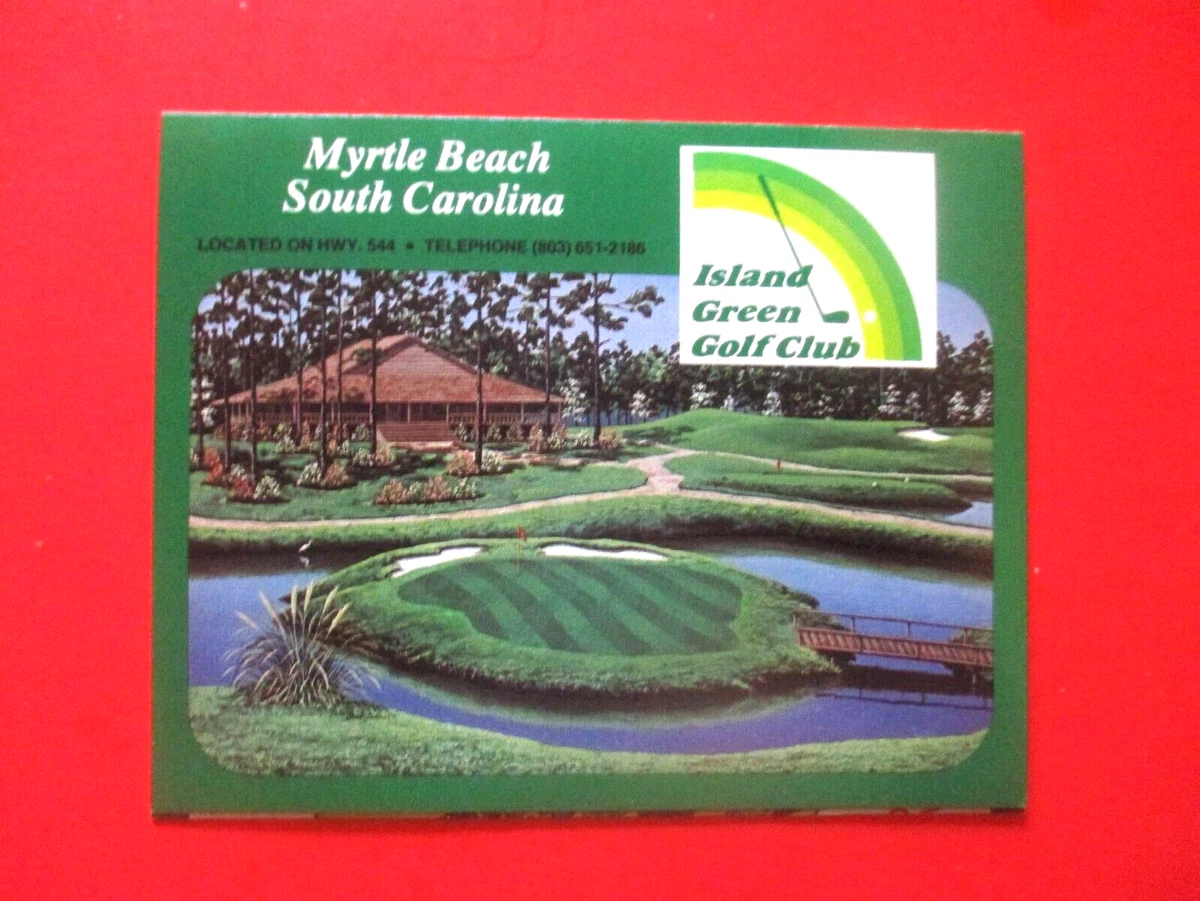 Myrtle Beach
South Carolina
LOCATED ON HWY. 544 • TELEPHONE (803) 651-2186
Island
Green
Golf Club